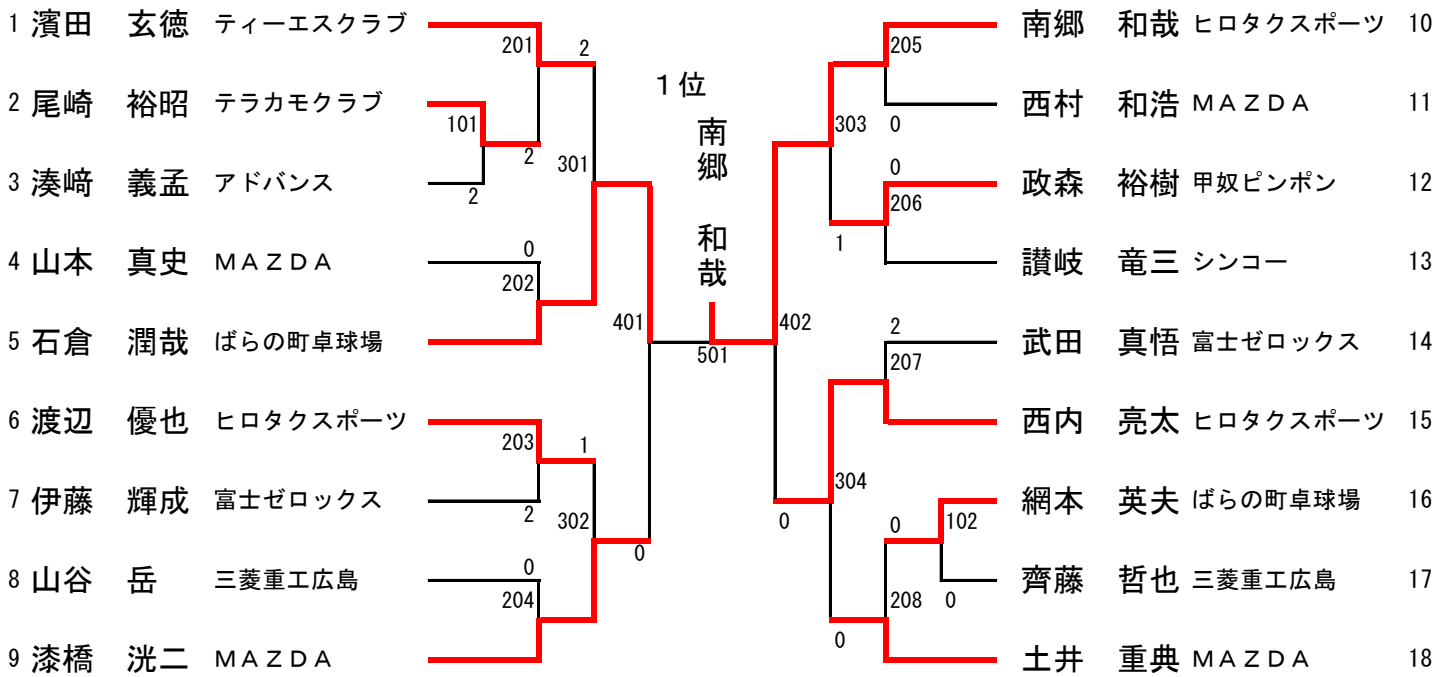 1 濱田 玄徳 ティーエスクラブ
201
2
2 尾崎 裕昭 テラカモクラブ
101
2
301
3 湊﨑 義孟 アドバンス
2
4 山本 真史 ＭＡＺＤＡ
0
202
5 石倉 潤哉 ばらの町卓球場
401
6 渡辺 優也 ヒロタクスポーツ
203
1
7 伊藤 輝成 富士ゼロックス
2
302
0
8 山谷 岳 三菱重工広島
0
204
9 漆橋 洸二 ＭＡＺＤＡ
１位
南郷 和哉
501
南郷 和哉 ヒロタクスポーツ 10
205
西村 和浩 ＭＡＺＤＡ 11
0
303
政森 裕樹 甲奴ピンポン 12
0
206
1
讃岐 竜三 シンコー 13
402
武田 真悟 富士ゼロックス 14
2
207
西内 亮太 ヒロタクスポーツ 15
304
0
網本 英夫 ばらの町卓球場 16
0
102
齊藤 哲也 三菱重工広島 17
0
208
0
土井 重典 ＭＡＺＤＡ 18